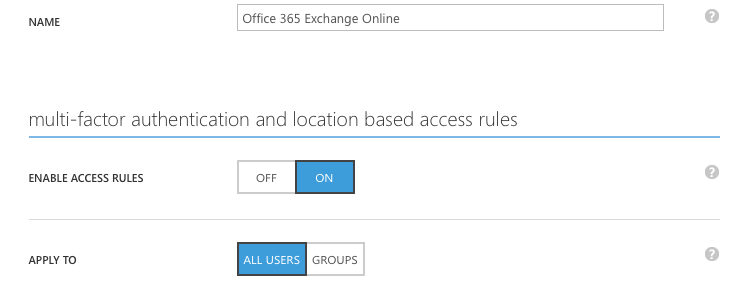 NAME Office 365 Exchange Online ?
multi-factor authentication and location based access rules
ENABLE ACCESS RULES OFF ON ?
APPLY TO ALL USERS GROUPS ?